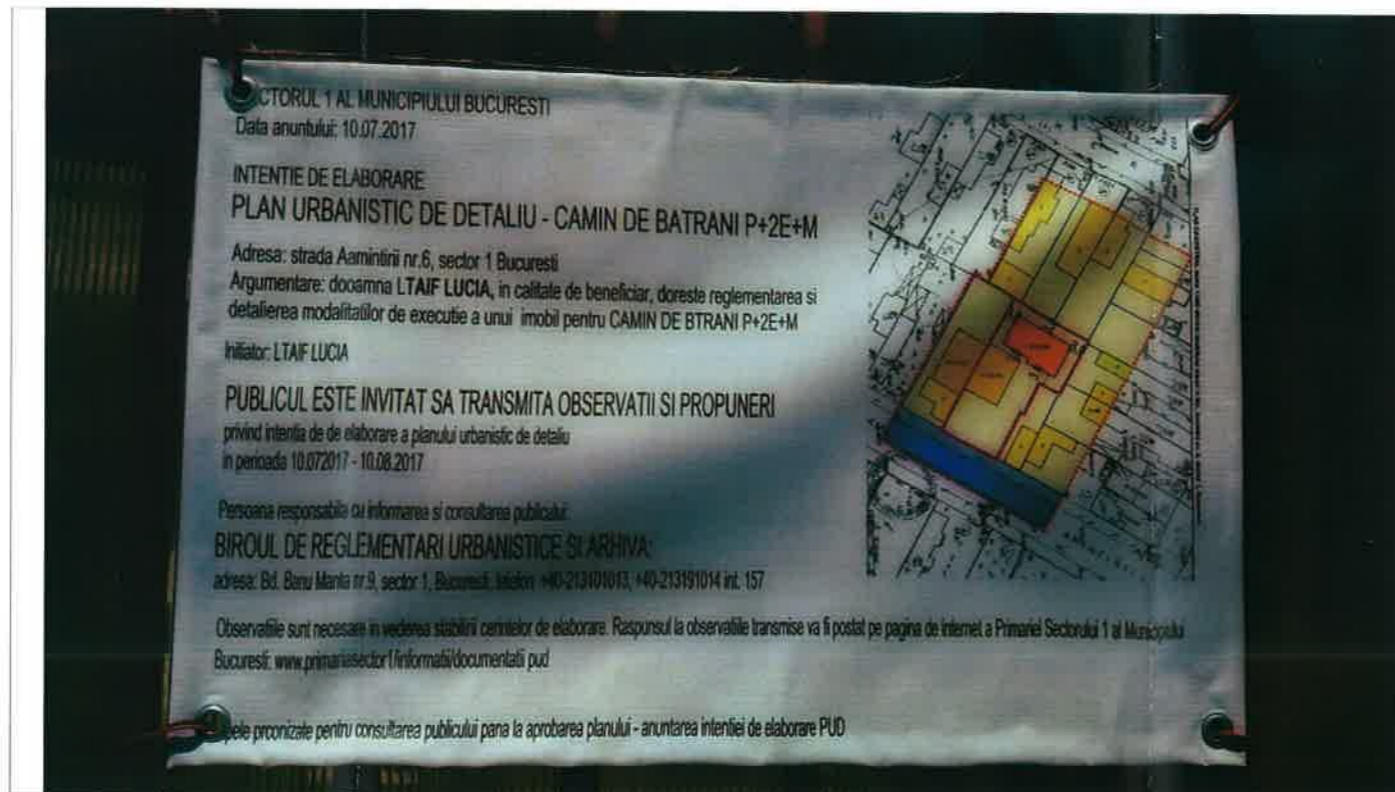 CTORUL 1 AL MUNICIPIULUI BUCURESTI
Data anuntului: 10.07.2017
INTENTIE DE ELABORARE
PLAN URBANISTIC DE DETALIU - CAMIN DE BATRANI P+2E+M
Adresa: strada Aamintirii nr.6, sector 1 Bucuresti
Argumentare: dooamna LTAIF LUCIA, in calitate de beneficiar, doreste reglementarea si
detalierea modalitatilor de executie a unui imobil pentru CAMIN DE BTRANI P+2E+M
Initiator: LTAIF LUCIA
PUBLICUL ESTE INVITAT SA TRANSMITA OBSERVATII SI PROPUNERI
privind intentia de de elaborare a planului urbanistic de detaliu
in perioada 10.072017 - 10.08.2017
Persoana responsabila cu informarea si consultarea publicului:
BIROUL DE REGLEMENTARI URBANISTICE SI ARHIVA:
adresa: Bd. Banu Manta nr.9, sector 1, Bucuresti, telefon +40-213191013, +40-213191014 int. 157
Observatiile sunt necesare in vederea stabilirii cerintelor de elaborare. Raspunsul la observatiile transmise va fi postat pe pagina de internet a Primariei Sectorului 1 al Municipiului
Bucuresti: www.primariasector1/informatii/documentatii pud
pele prconizate pentru consultarea publicului pana la aprobarea planului - anuntarea intentiei de elaborare PUD